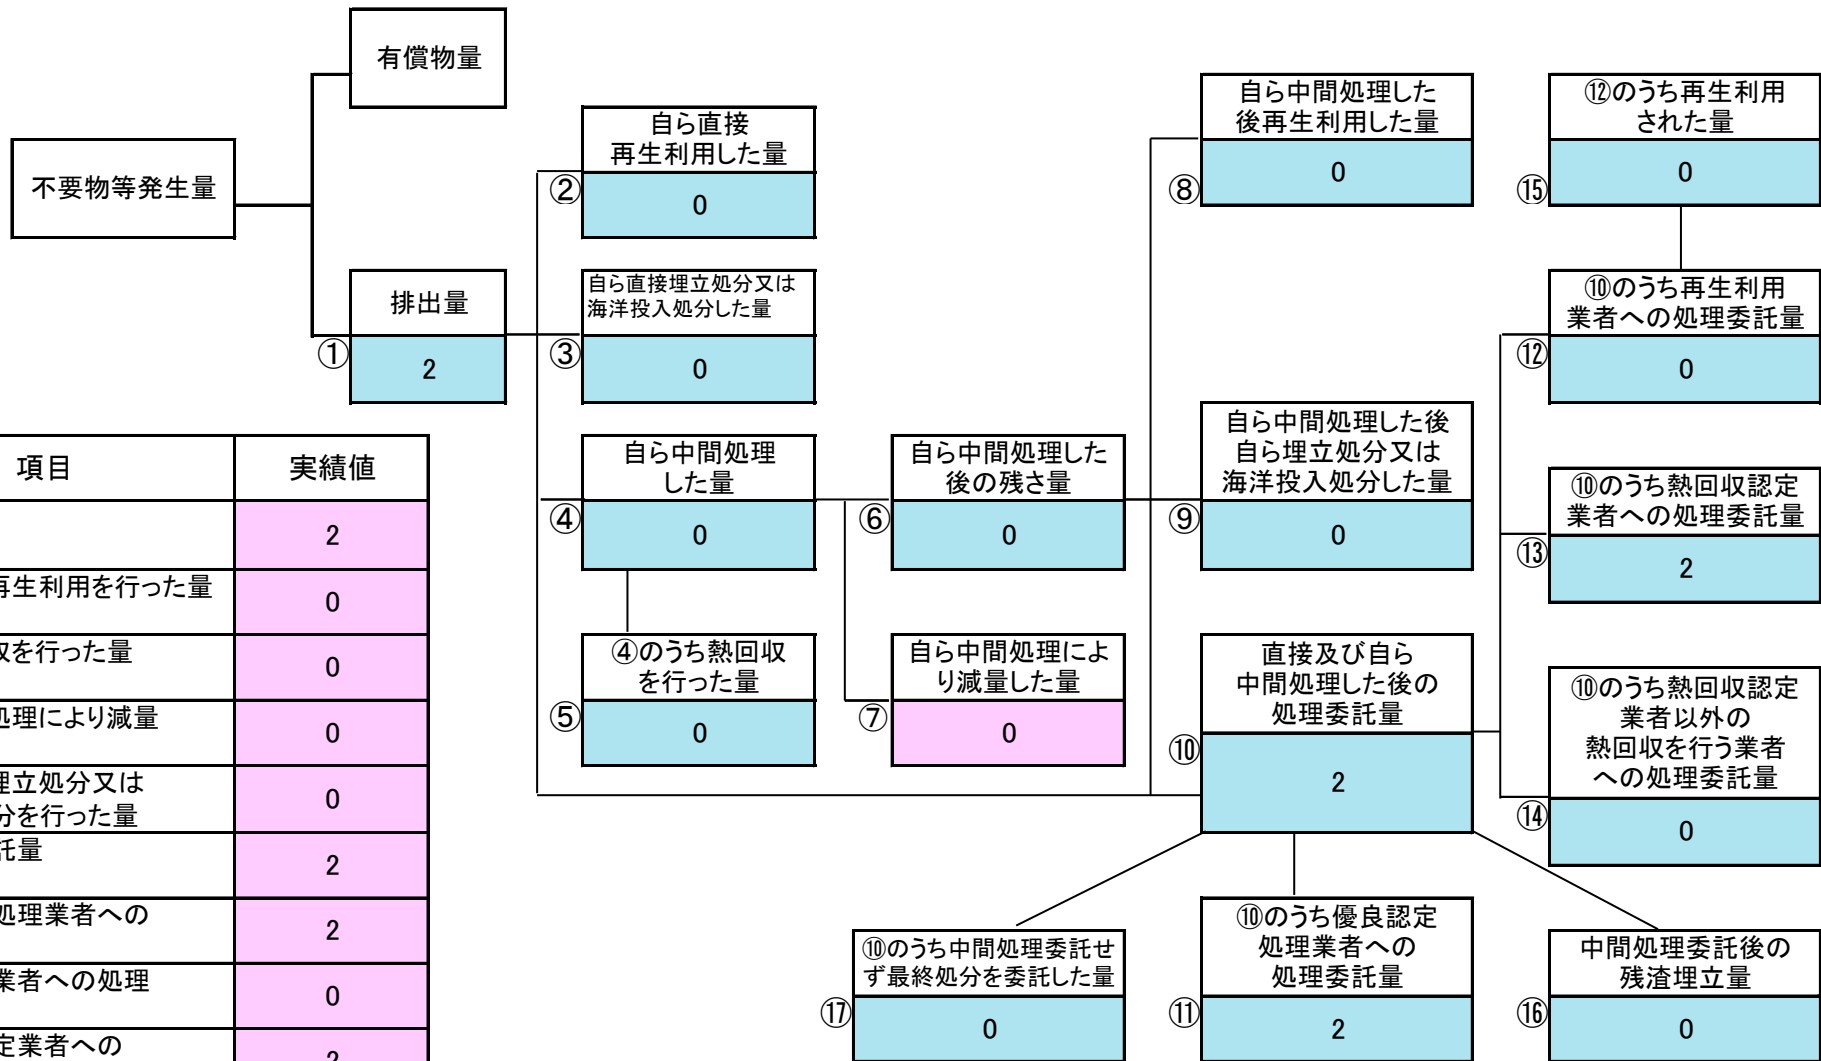 有償物量
不要物等発生量
排出量
①
2
自ら直接
再生利用した量
②
0
自ら直接埋立処分又は
海洋投入処分した量
③
0
自ら中間処理
した量
④
0
④のうち熱回収
を行った量
⑤
0
自ら中間処理した
後の残さ量
⑥
0
自ら中間処理によ
り減量した量
⑦
0
自ら中間処理した
後再生利用した量
⑧
0
自ら中間処理した後
自ら埋立処分又は
海洋投入処分した量
⑨
0
直接及び自ら
中間処理した後の
処理委託量
⑩
2
⑫のうち再生利用
された量
⑮
0
⑩のうち再生利用
業者への処理委託量
⑫
0
⑩のうち熱回収認定
業者への処理委託量
⑬
2
⑩のうち熱回収認定
業者以外の
熱回収を行う業者
への処理委託量
⑭
0
⑩のうち中間処理委託せ
ず最終処分を委託した量
⑰
0
⑩のうち優良認定
処理業者への
処理委託量
⑪
2
中間処理委託後の
残渣埋立量
⑯
0
項目 実績値
2
再生利用を行った量
0
収を行った量
0
処理により減量
0
埋立処分又は
分を行った量
0
託量
2
処理業者への
2
業者への処理
0
定業者への
2